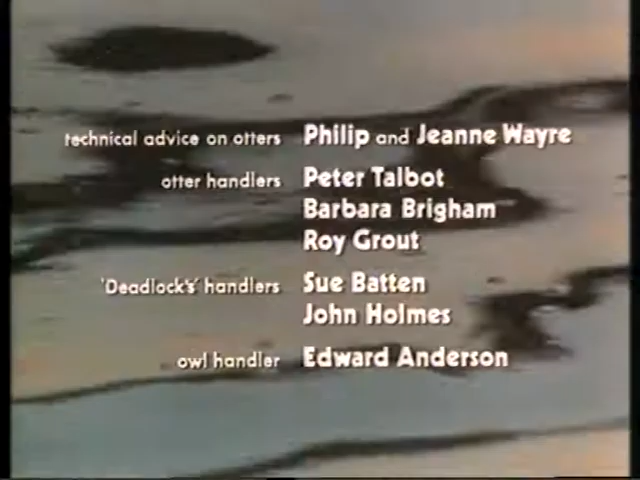 technical advice on otters Philip and Jeanne Wayre
otter handlers Peter Talbot
Barbara Brigham
Roy Grout
'Deadlock's' handlers Sue Batten
John Holmes
owl handler Edward Anderson